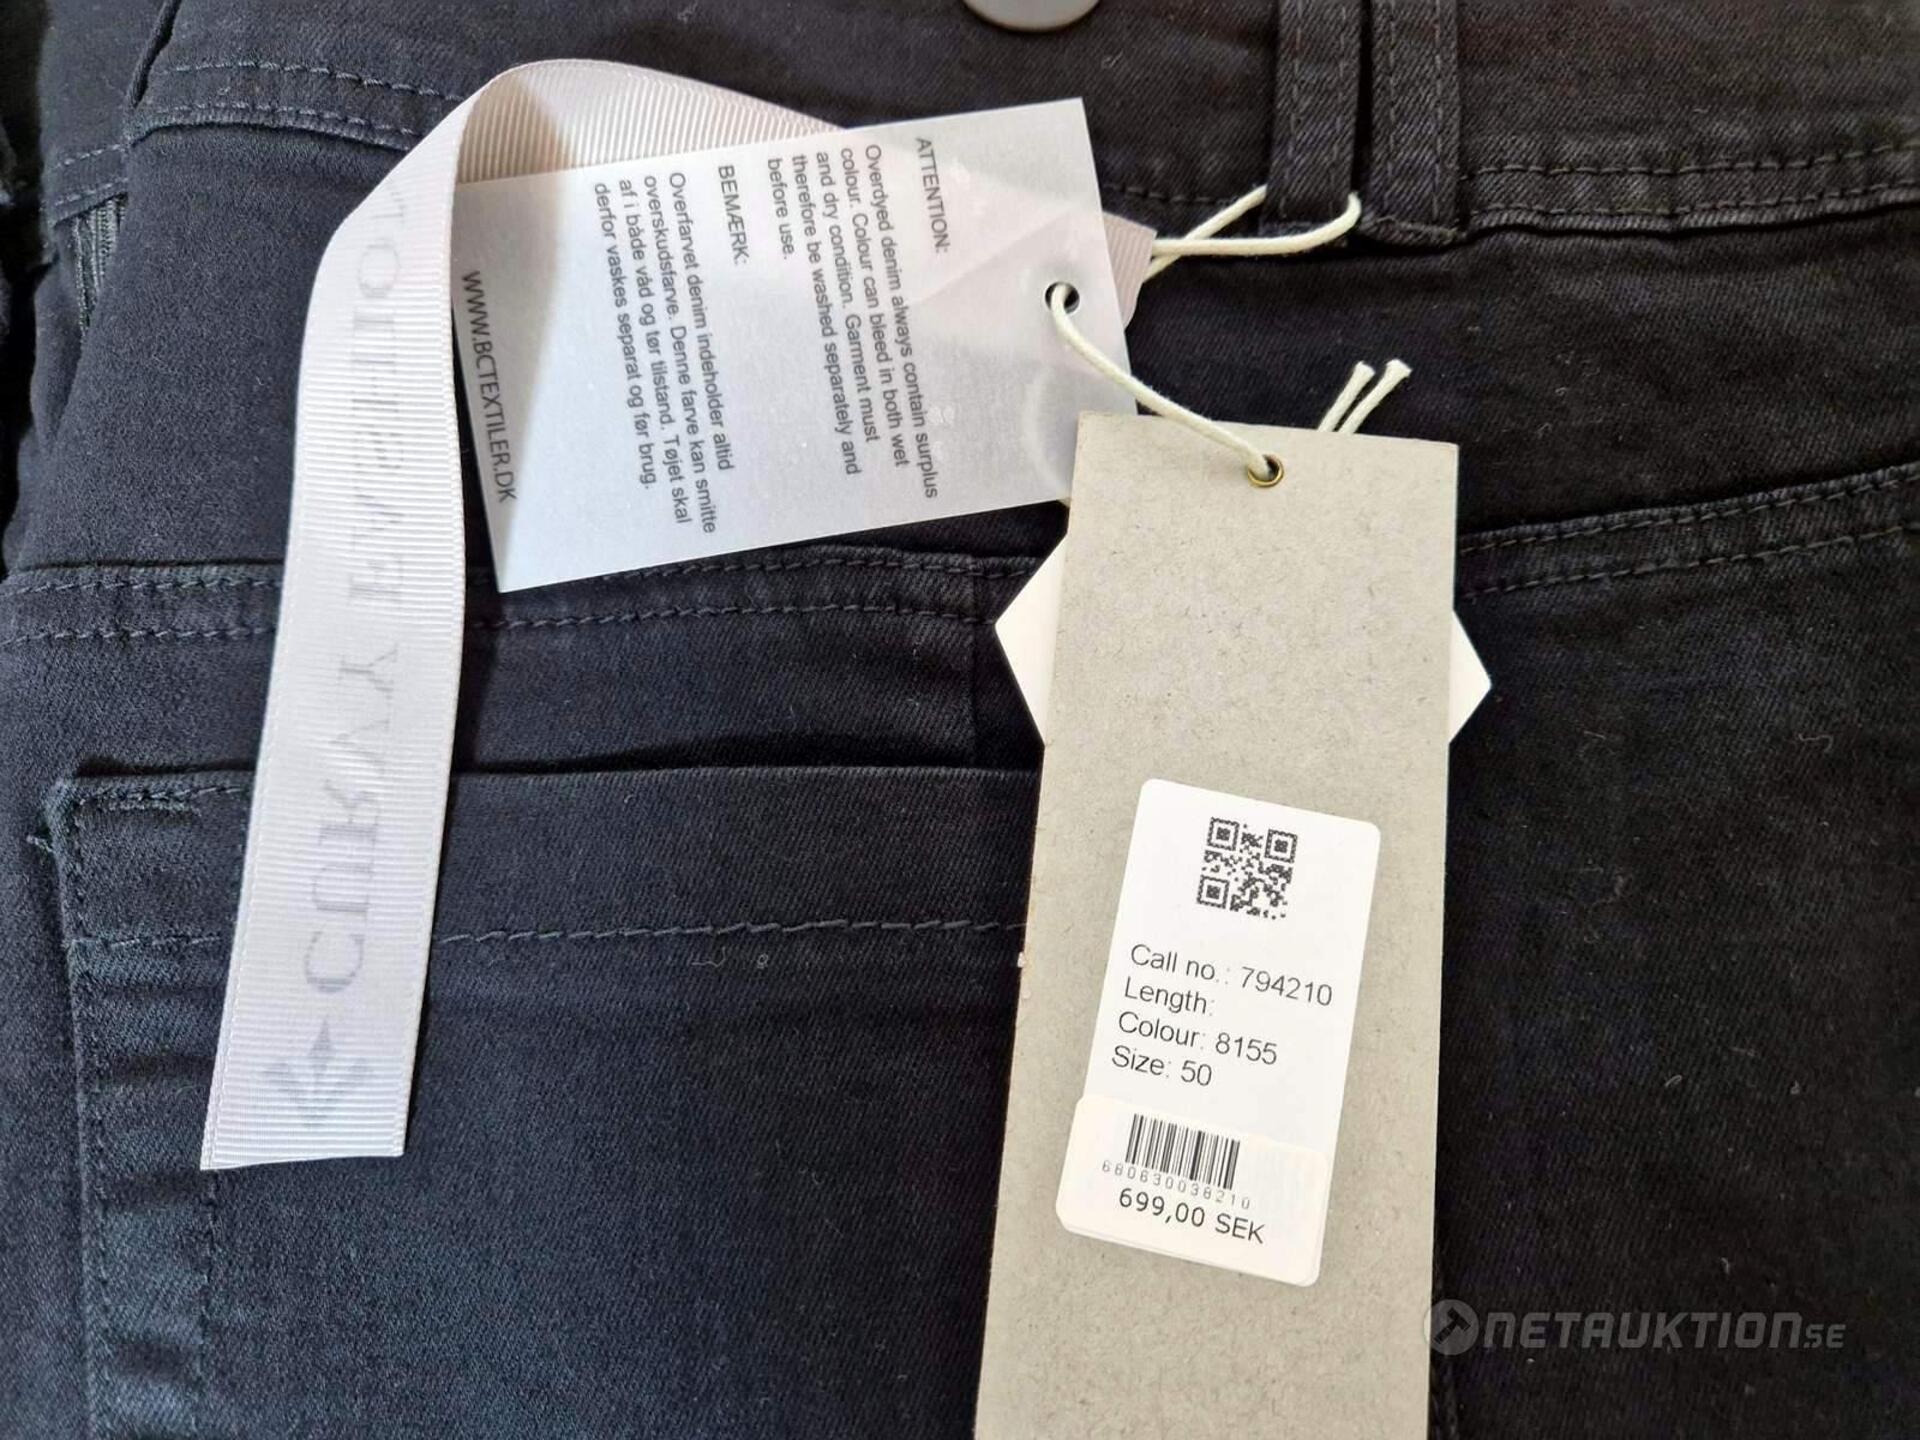 ATTENTION:
Overdyed denim always contain surplus
colour. Colour can bleed in both wet
and dry condition. Garment must
therefore be washed separately and
before use.
BEMÆRK:
Overfarvet denim indeholder altid
overskudsfarve. Denne farve kan smitte
af i både våd og tør tilstand. Tøjet skal
derfor vaskes separat og før brug.
WWW.BCTEXTILER.DK
Call no.: 794210
Length:
Colour: 8155
Size: 50
680630038210
699,00 SEK
NETAUKTION.SE